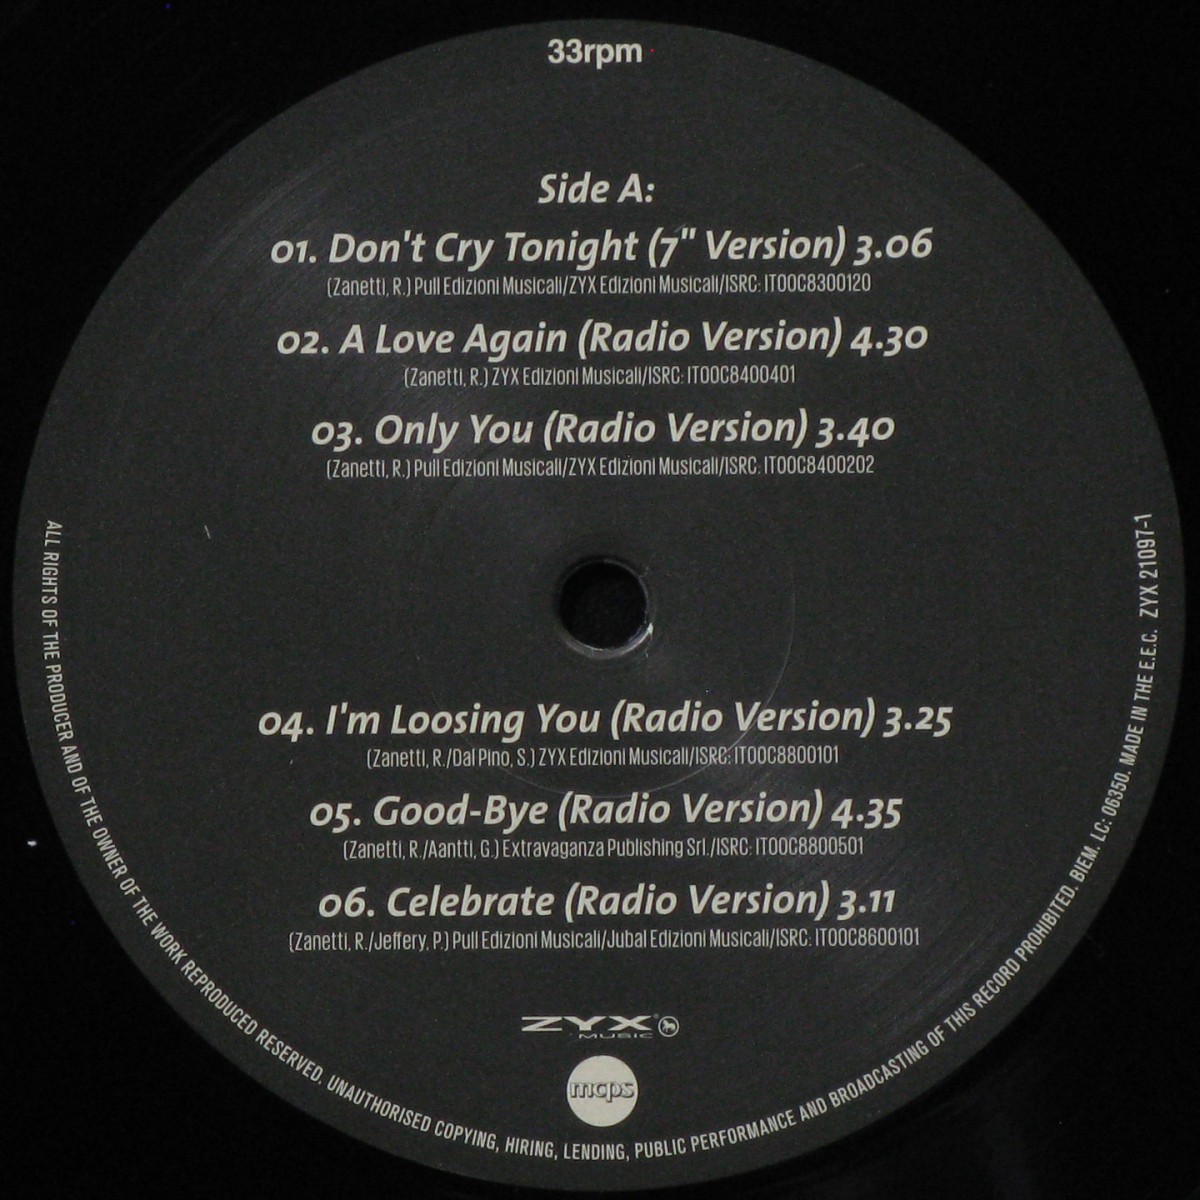 33rpm
Side A:
01. Don't Cry Tonight (7" Version) 3.06
(Zanetti, R.) Pull Edizioni Musicali/ZYX Edizioni Musicali/ISRC: IT00C8300120
02. A Love Again (Radio Version) 4.30
(Zanetti, R.) ZYX Edizioni Musicali/ISRC: IT00C8400401
03. Only You (Radio Version) 3.40
(Zanetti, R.) Pull Edizioni Musicali/ZYX Edizioni Musicali/ISRC: IT00C8400202
04. I'm Loosing You (Radio Version) 3.25
(Zanetti, R./Dal Pino, S.) ZYX Edizioni Musicali/ISRC: IT00C8800101
05. Good-Bye (Radio Version) 4.35
(Zanetti, R./Aantti, G.) Extravaganza Publishing Srl./ISRC: IT00C8800501
06. Celebrate (Radio Version) 3.11
(Zanetti, R./Jeffery, P.) Pull Edizioni Musicali/Jubal Edizioni Musicali/ISRC: IT00C8600101
ZYX®
MUSIC
mcps
ALL RIGHTS OF THE PRODUCER AND OF THE OWNER OF THE WORK REPRODUCED RESERVED. UNAUTHORISED COPYING, HIRING, LENDING, PUBLIC PERFORMANCE AND BROADCASTING OF THIS RECORD PROHIBITED. BIEM. LC: 06350. MADE IN THE E.E.C. ZYX 21097-1